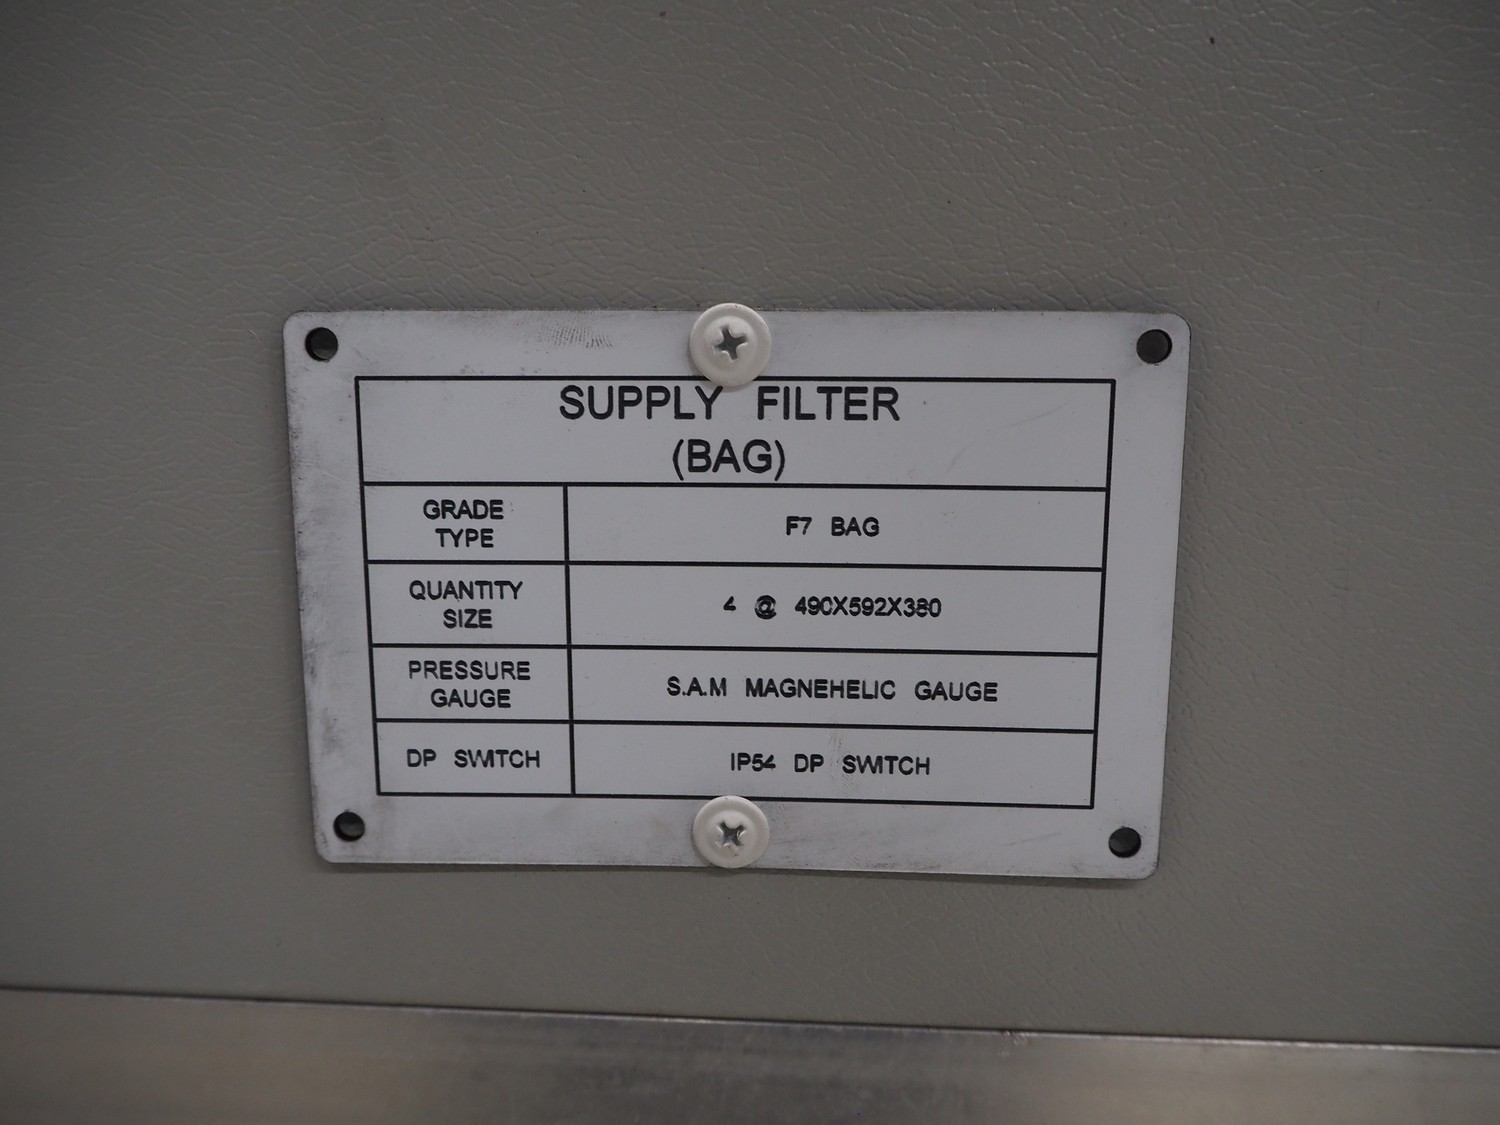 SUPPLY FILTER
(BAG)
GRADE
TYPE
F7 BAG
QUANTITY
SIZE
4 @ 490X592X380
PRESSURE
GAUGE
S.A.M MAGNEHELIC GAUGE
DP SWITCH
IP54 DP SWITCH